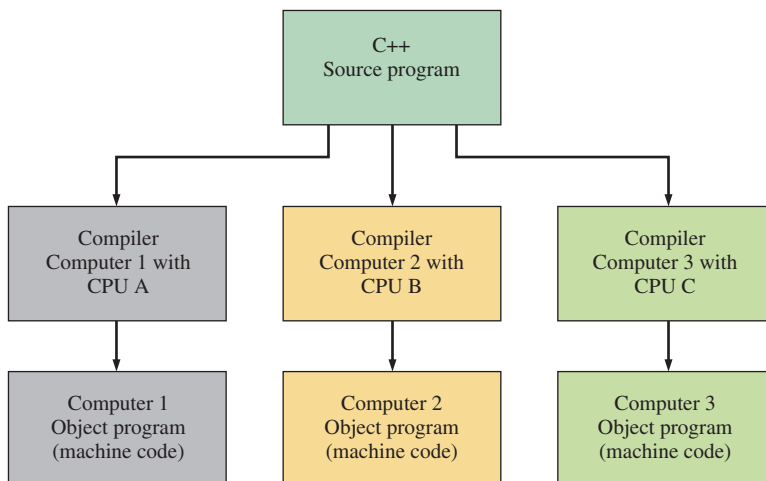 C++
Source program
Compiler
Computer 1 with
CPU A
Compiler
Computer 2 with
CPU B
Compiler
Computer 3 with
CPU C
Computer 1
Object program
(machine code)
Computer 2
Object program
(machine code)
Computer 3
Object program
(machine code)